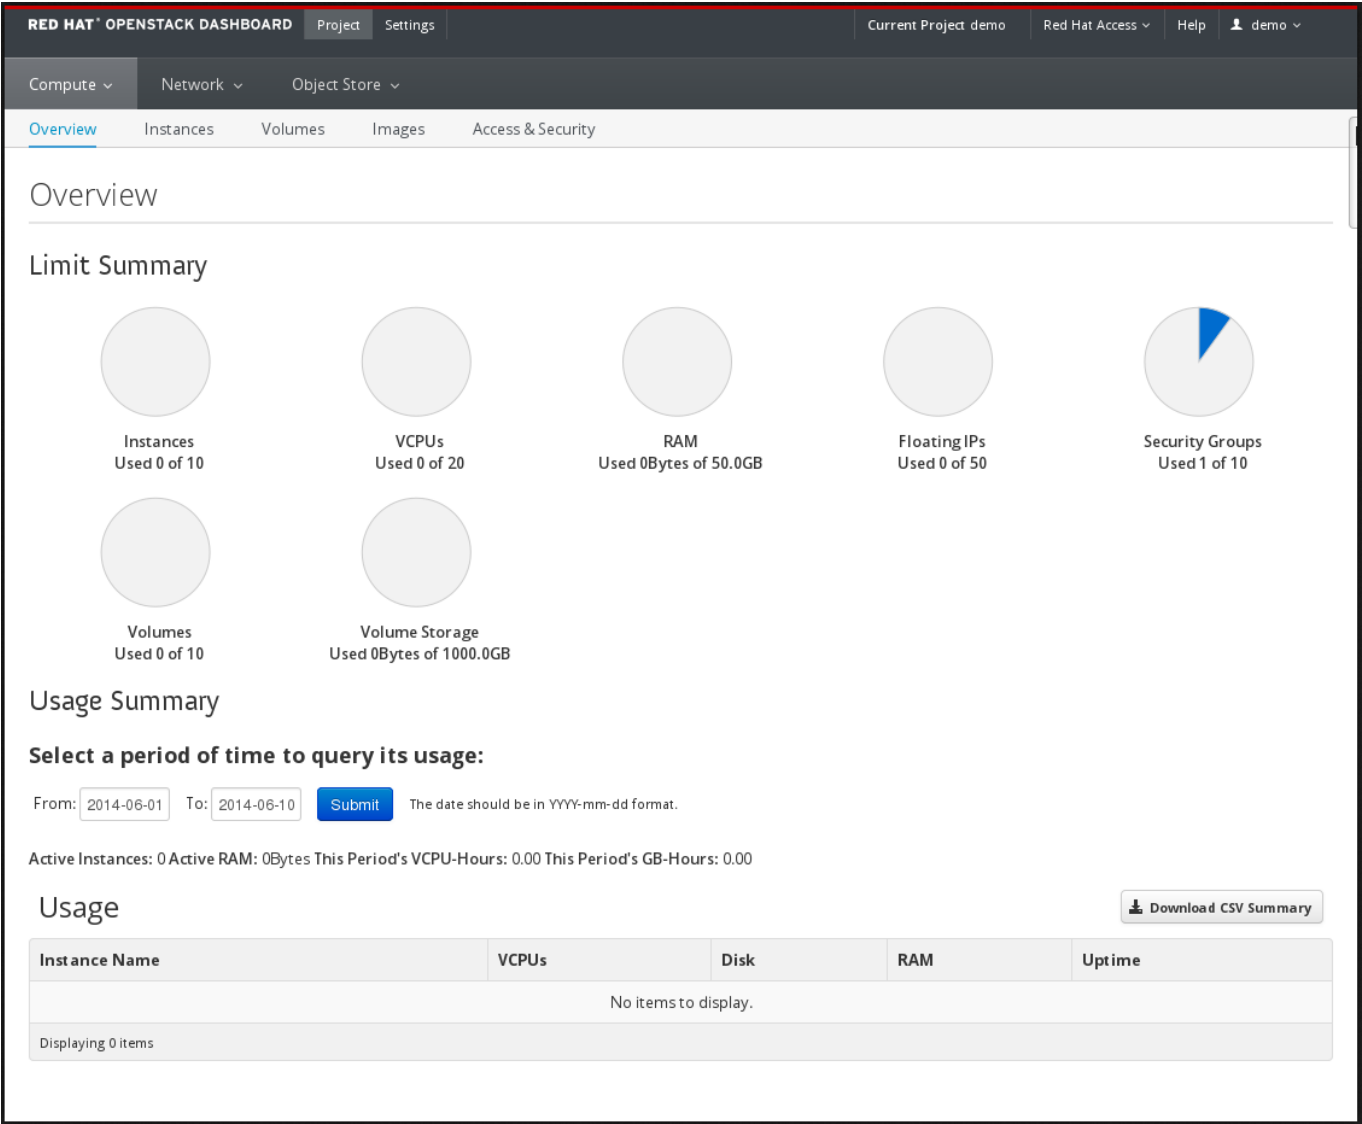 RED HAT® OPENSTACK DASHBOARD Project Settings Current Project demo Red Hat Access Help demo
Compute Network Object Store
Overview Instances Volumes Images Access & Security
Overview
Limit Summary
Instances VCPUs RAM Floating IPs Security Groups
Used 0 of 10 Used 0 of 20 Used 0Bytes of 50.0GB Used 0 of 50 Used 1 of 10
Volumes Volume Storage
Used 0 of 10 Used 0Bytes of 1000.0GB
Usage Summary
Select a period of time to query its usage:
From: 2014-06-01 To: 2014-06-10 Submit The date should be in YYYY-mm-dd format.
Active Instances: 0 Active RAM: 0Bytes This Period's VCPU-Hours: 0.00 This Period's GB-Hours: 0.00
Usage Download CSV Summary
Instance Name VCPUs Disk RAM Uptime
No items to display.
Displaying 0 items